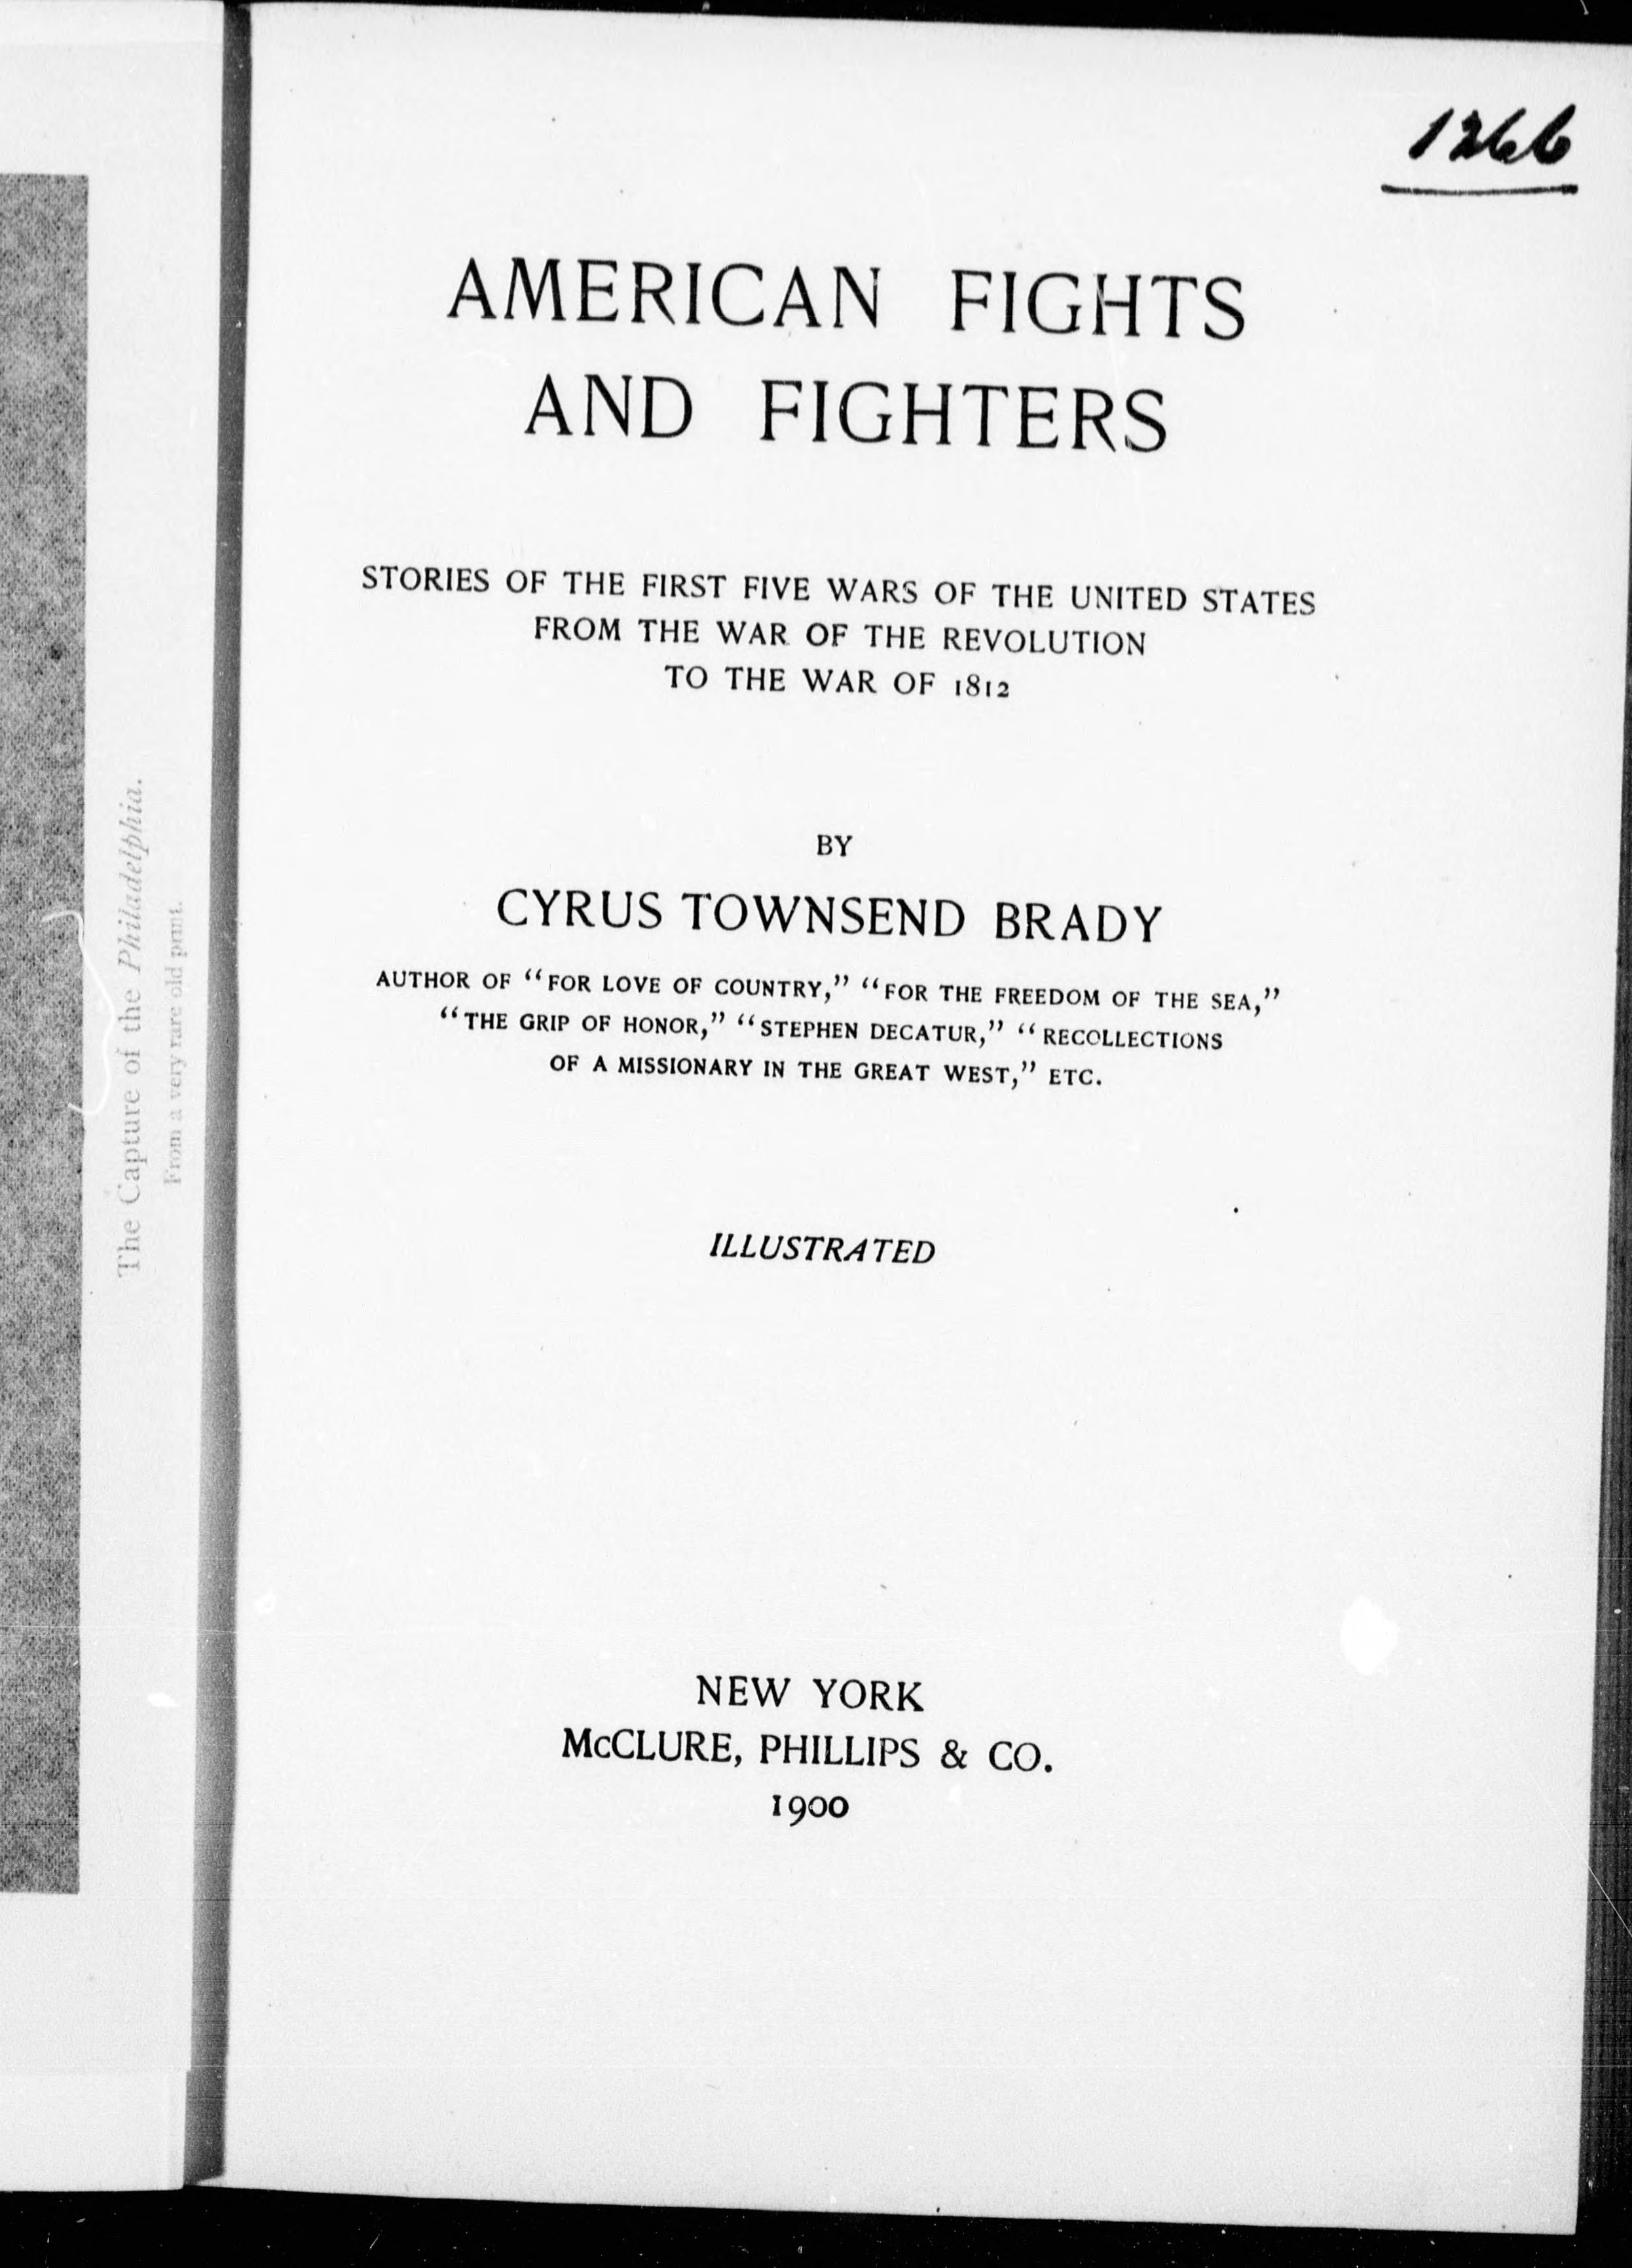 The Capture of the Philadelphia.
From a very rare old print.
1266
AMERICAN FIGHTS
AND FIGHTERS
STORIES OF THE FIRST FIVE WARS OF THE UNITED STATES
FROM THE WAR OF THE REVOLUTION
TO THE WAR OF 1812
BY
CYRUS TOWNSEND BRADY
AUTHOR OF “FOR LOVE OF COUNTRY,” “FOR THE FREEDOM OF THE SEA,”
“THE GRIP OF HONOR,” “STEPHEN DECATUR,” “RECOLLECTIONS
OF A MISSIONARY IN THE GREAT WEST,” ETC.
ILLUSTRATED
NEW YORK
McCLURE, PHILLIPS & CO.
1900